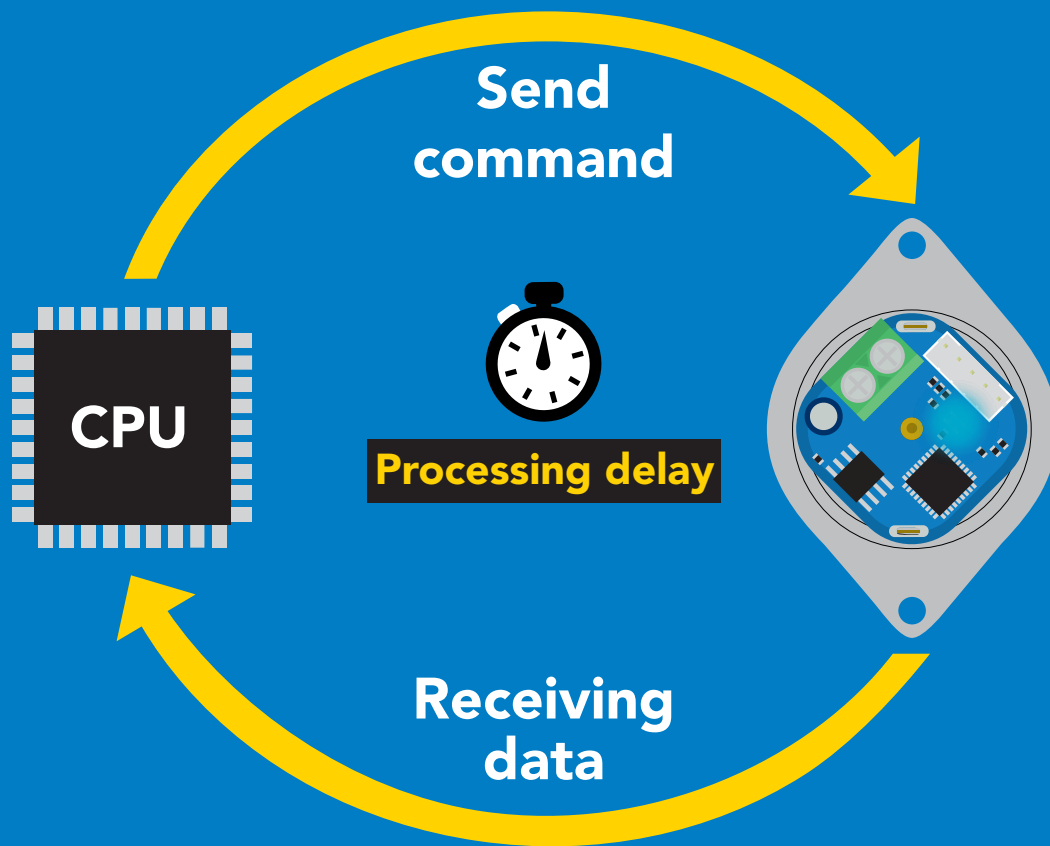 Send
command
CPU
Processing delay
Receiving
data